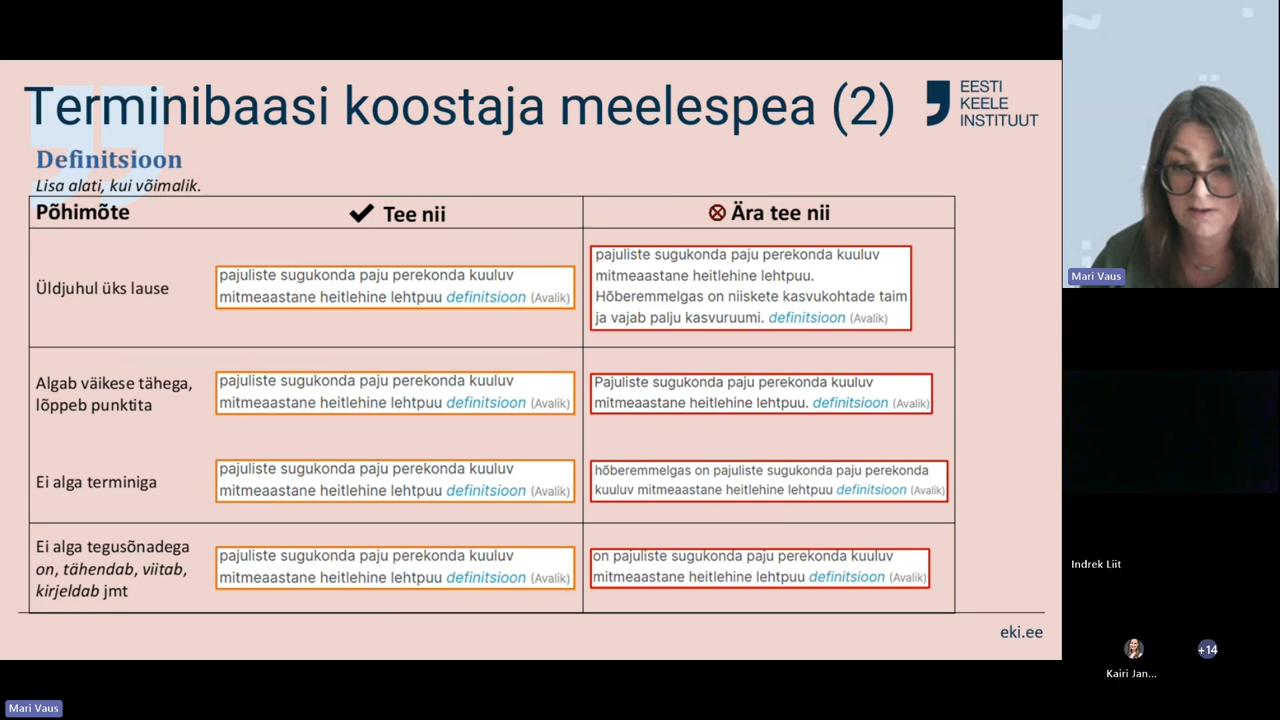 Terminibaasi koostaja meelespea (2)
EESTI
KEELE
INSTITUUT
Definitsioon
Lisa alati, kui võimalik.
Põhimõte
Tee nii
Ära tee nii
Üldjuhul üks lause
pajuliste sugukonda paju perekonda kuuluv
mitmeaastane heitlehine lehtpuu definitsioon (Avalik)
pajuliste sugukonda paju perekonda kuuluv
mitmeaastane heitlehine lehtpuu.
Hõberemmelgas on niiskete kasvukohtade taim
ja vajab palju kasvuruumi. definitsioon (Avalik)
Algab väikese tähega,
lõppeb punktita
pajuliste sugukonda paju perekonda kuuluv
mitmeaastane heitlehine lehtpuu definitsioon (Avalik)
Pajuliste sugukonda paju perekonda kuuluv
mitmeaastane heitlehine lehtpuu. definitsioon (Avalik)
Ei alga terminiga
pajuliste sugukonda paju perekonda kuuluv
mitmeaastane heitlehine lehtpuu definitsioon (Avalik)
hõberemmelgas on pajuliste sugukonda paju perekonda
kuuluv mitmeaastane heitlehine lehtpuu definitsioon (Avalik)
Ei alga tegusõnadega
on, tähendab, viitab,
kirjeldab jmt
pajuliste sugukonda paju perekonda kuuluv
mitmeaastane heitlehine lehtpuu definitsioon (Avalik)
on pajuliste sugukonda paju perekonda kuuluv
mitmeaastane heitlehine lehtpuu definitsioon (Avalik)
eki.ee
Mari Vaus
Indrek Liit
Kairi Jan...
+14
Mari Vaus